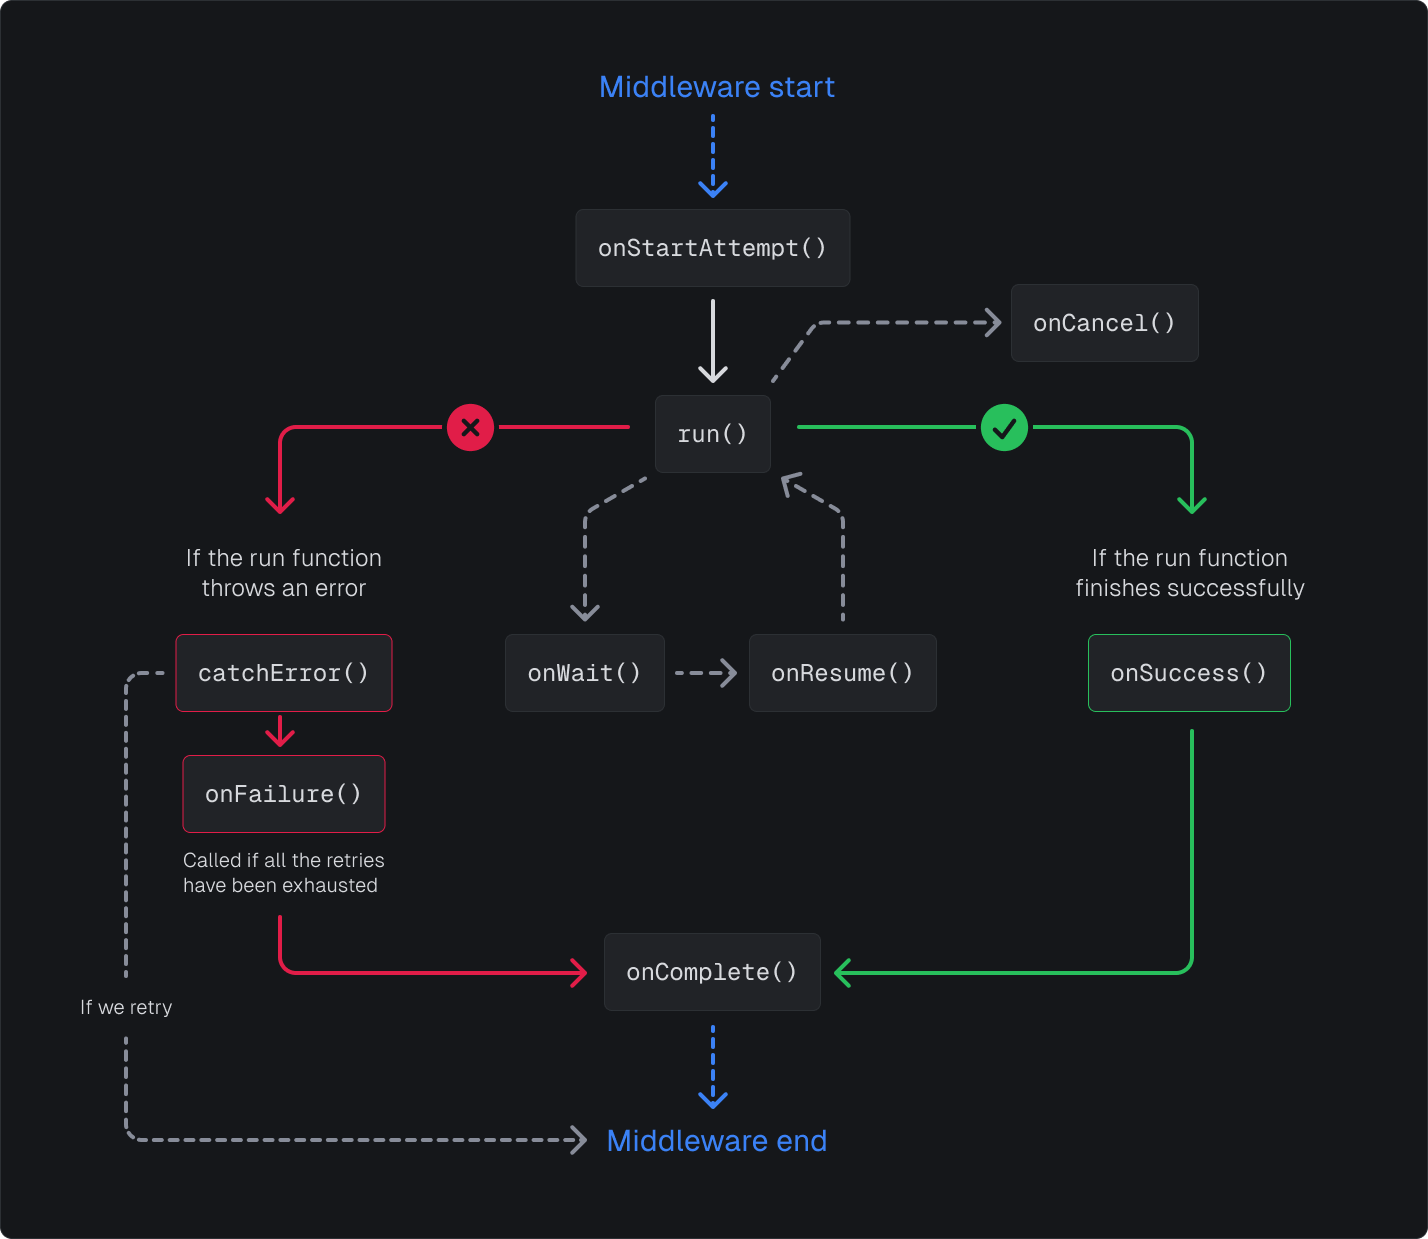 Middleware start
onStartAttempt()
onCancel()
run()
If the run function
throws an error
If the run function
finishes successfully
catchError()
onWait()
onResume()
onSuccess()
onFailure()
Called if all the retries
have been exhausted
onComplete()
If we retry
Middleware end